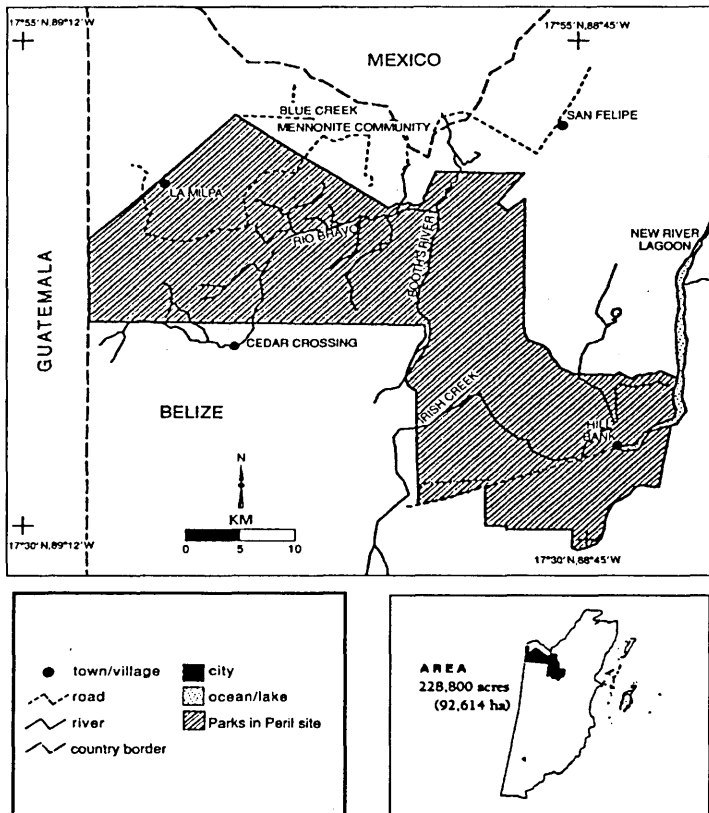 17°55' N,89°12' W
17°55' N,88°45' W
MEXICO
BLUE CREEK
MENNONITE COMMUNITY
SAN FELIPE
LA MILPA
RIO BRAVO
BOOTH'S RIVER
NEW RIVER
LAGOON
GUATEMALA
CEDAR CROSSING
BELIZE
IRISH CREEK
HILL
BANK
N
KM
0 5 10
17°30' N,89°12' W
17°30' N,88°45' W
town/village
city
road
ocean/lake
river
Parks in Peril site
country border
AREA
228,800 acres
(92,614 ha)